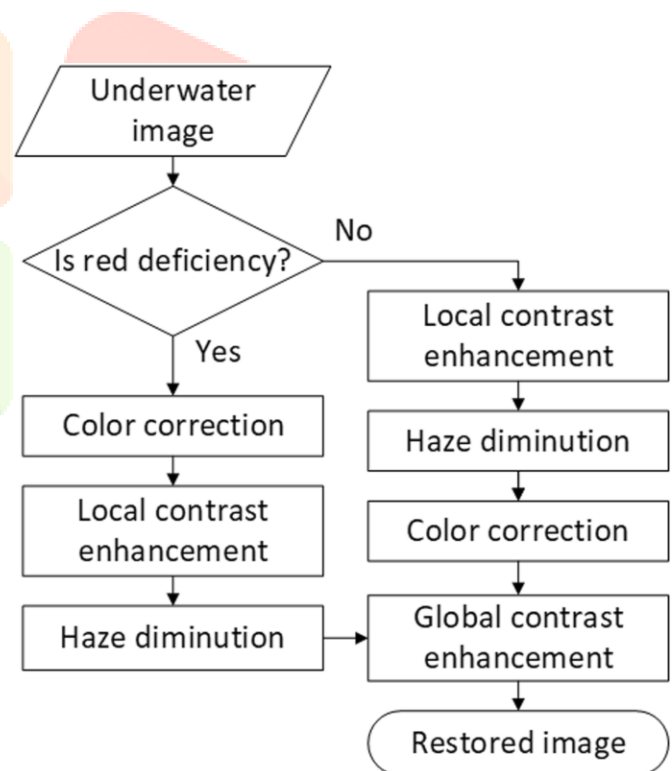 Underwater
image
Is red deficiency?
No
Yes
Color correction
Local contrast
enhancement
Haze diminution
Local contrast
enhancement
Haze diminution
Color correction
Global contrast
enhancement
Restored image